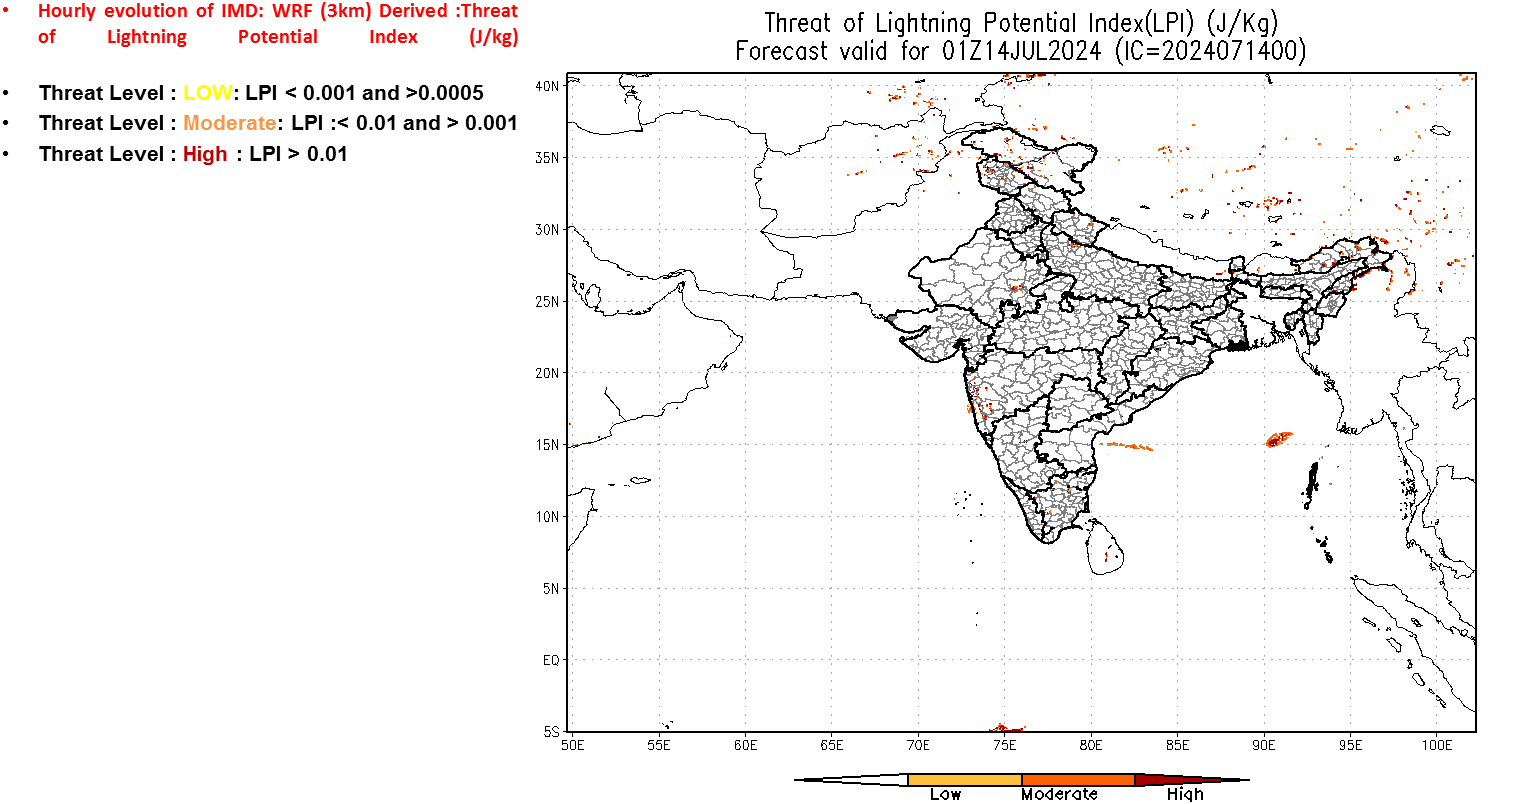 • Hourly evolution of IMD: WRF (3km) Derived :Threat
of Lightning Potential Index (J/kg)
• Threat Level : LOW: LPI < 0.001 and >0.0005
• Threat Level : Moderate: LPI :< 0.01 and > 0.001
• Threat Level : High : LPI > 0.01
Threat of Lightning Potential Index(LPI) (J/Kg)
Forecast valid for 01Z14JUL2024 (IC=2024071400)
40N
35N
30N
25N
20N
15N
10N
5N
EQ
5S
50E 55E 60E 65E 70E 75E 80E 85E 90E 95E 100E
Low Moderate High